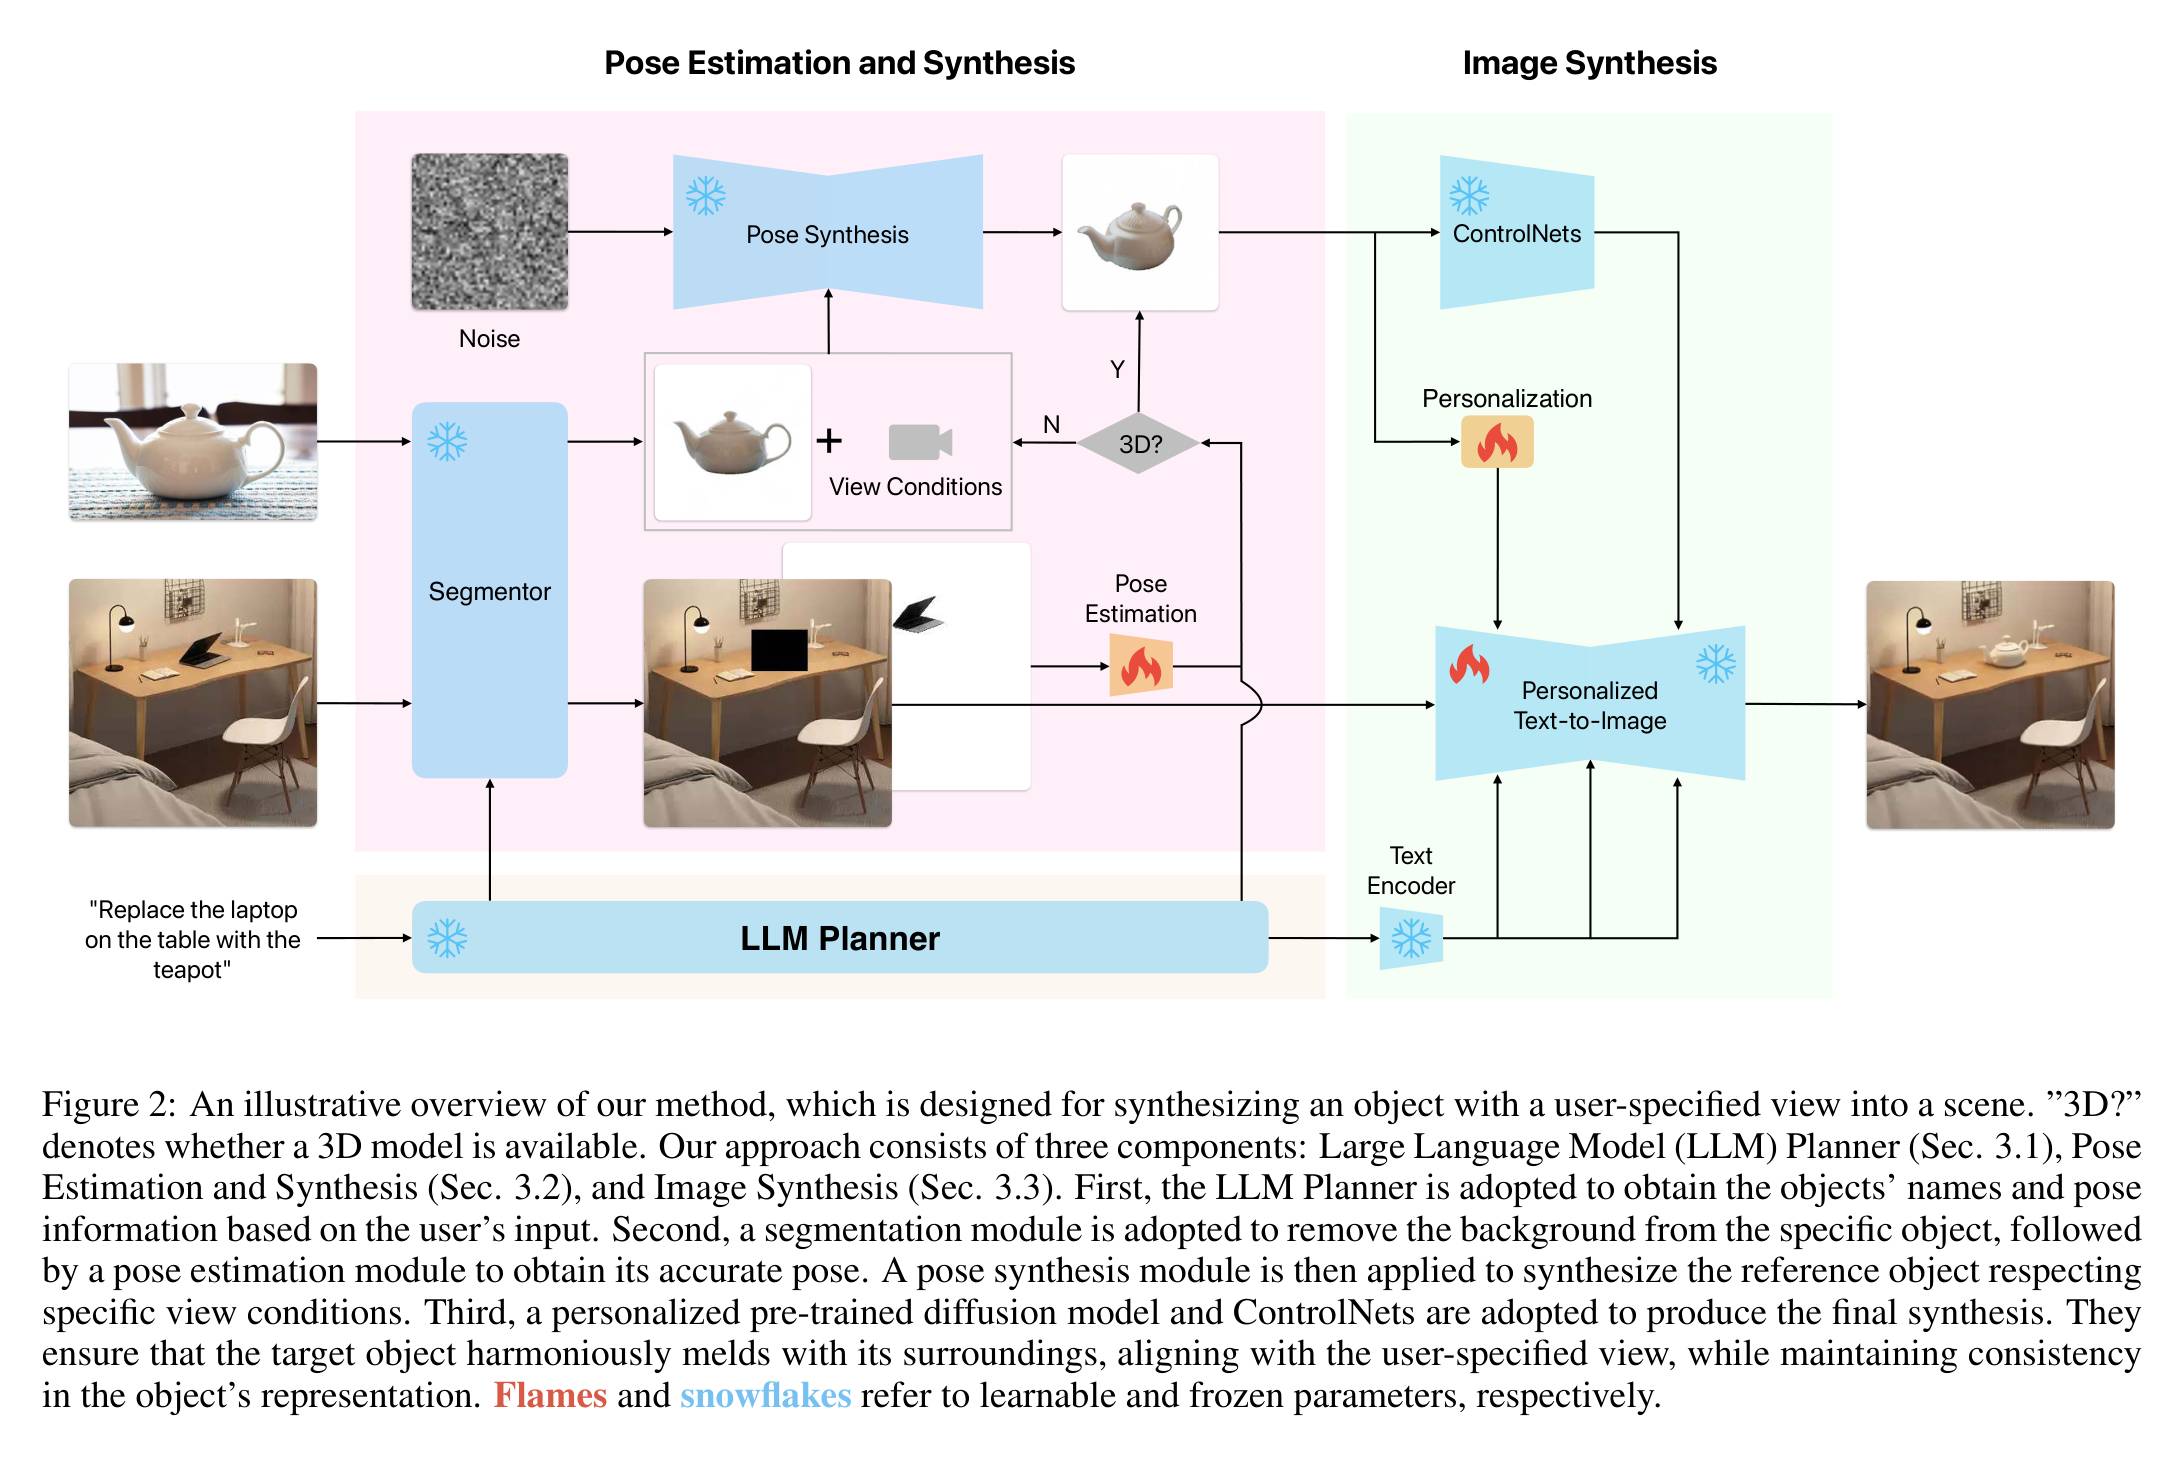 Pose Estimation and Synthesis
Image Synthesis
Pose Synthesis
ControlNets
Noise
Y
Personalization
N
3D?
+
View Conditions
Segmentor
Pose
Estimation
Personalized
Text-to-Image
Text
Encoder
"Replace the laptop
on the table with the
teapot"
LLM Planner
Figure 2: An illustrative overview of our method, which is designed for synthesizing an object with a user-specified view into a scene. ”3D?”
denotes whether a 3D model is available. Our approach consists of three components: Large Language Model (LLM) Planner (Sec. 3.1), Pose
Estimation and Synthesis (Sec. 3.2), and Image Synthesis (Sec. 3.3). First, the LLM Planner is adopted to obtain the objects’ names and pose
information based on the user’s input. Second, a segmentation module is adopted to remove the background from the specific object, followed
by a pose estimation module to obtain its accurate pose. A pose synthesis module is then applied to synthesize the reference object respecting
specific view conditions. Third, a personalized pre-trained diffusion model and ControlNets are adopted to produce the final synthesis. They
ensure that the target object harmoniously melds with its surroundings, aligning with the user-specified view, while maintaining consistency
in the object’s representation. Flames and snowflakes refer to learnable and frozen parameters, respectively.